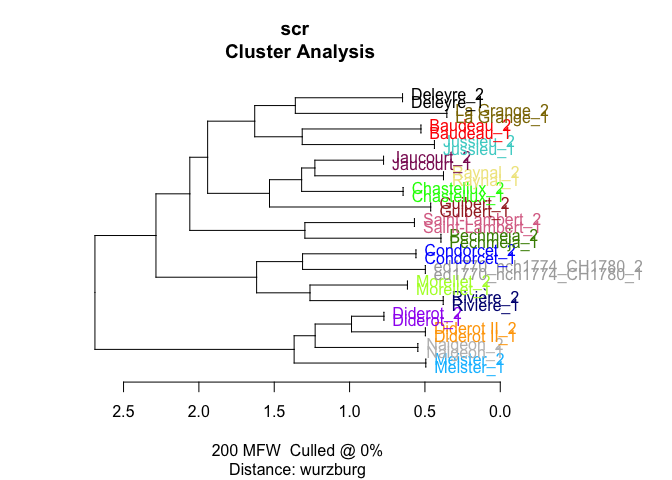 scr
Cluster Analysis
Deleyre_2
Deleyre_1
La Grange_2
La Grange_1
Baudeau_2
Baudeau_1
Jussieu_2
Jussieu_1
Jaucourt_2
Jaucourt_1
Raynal_2
Raynal_1
Chastellux_2
Chastellux_1
Guibert_2
Guibert_1
Saint-Lambert_2
Saint-Lambert_1
Pechmeja_2
Pechmeja_1
Condorcet_2
Condorcet_1
ed1770_nch1774_CH1780_2
ed1770_nch1774_CH1780_1
Morellet_2
Morellet_1
Riviere_2
Riviere_1
Diderot_2
Diderot_1
Diderot II_2
Diderot II_1
Naigeon_2
Naigeon_1
Meister_2
Meister_1
2.5 2.0 1.5 1.0 0.5 0.0
200 MFW Culled @ 0%
Distance: wurzburg